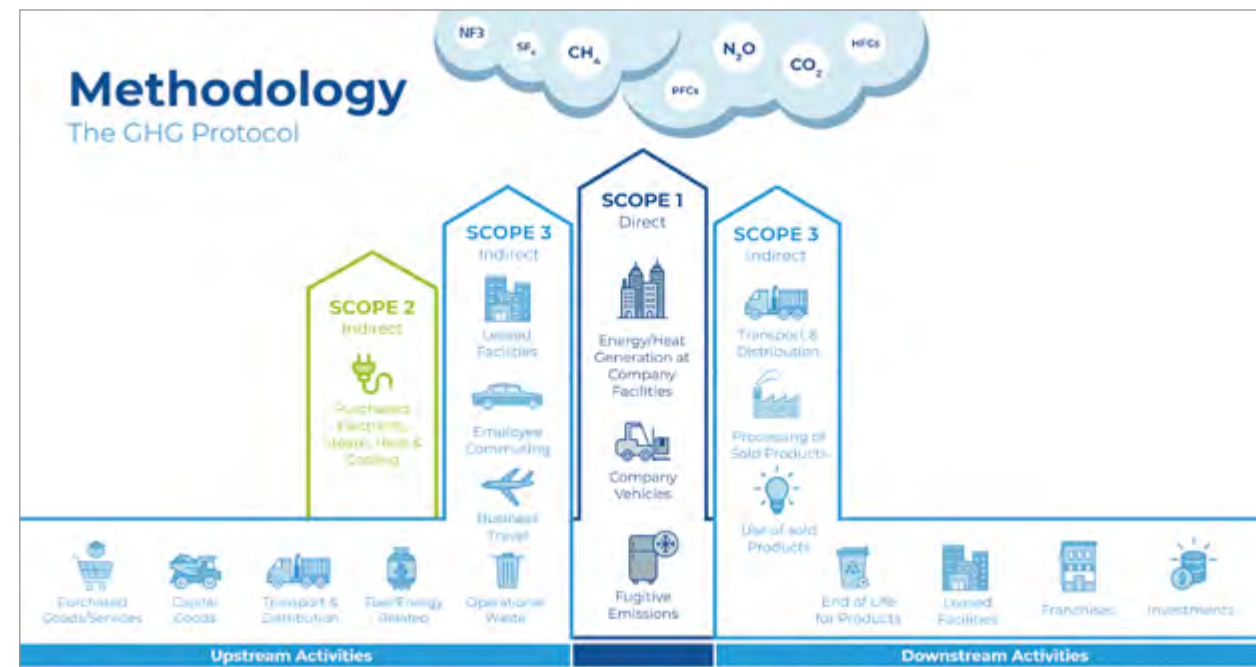 Methodology
The GHG Protocol
NF3
SF₆
CH₄
PFCs
N₂O
CO₂
HFCs
SCOPE 2
Indirect
Purchased
Electricity,
Steam, Heat &
Cooling
SCOPE 3
Indirect
Leased
Facilities
Employee
Commuting
Business
Travel
Operational
Waste
SCOPE 1
Direct
Energy/Heat
Generation at
Company
Facilities
Company
Vehicles
Fugitive
Emissions
SCOPE 3
Indirect
Transport &
Distribution
Processing of
Sold Products
Use of sold
Products
Purchased
Goods/Services
Capital
Goods
Transport &
Distribution
Fuel/Energy
Related
End of Life
for Products
Leased
Facilities
Franchises
Investments
Upstream Activities
Downstream Activities